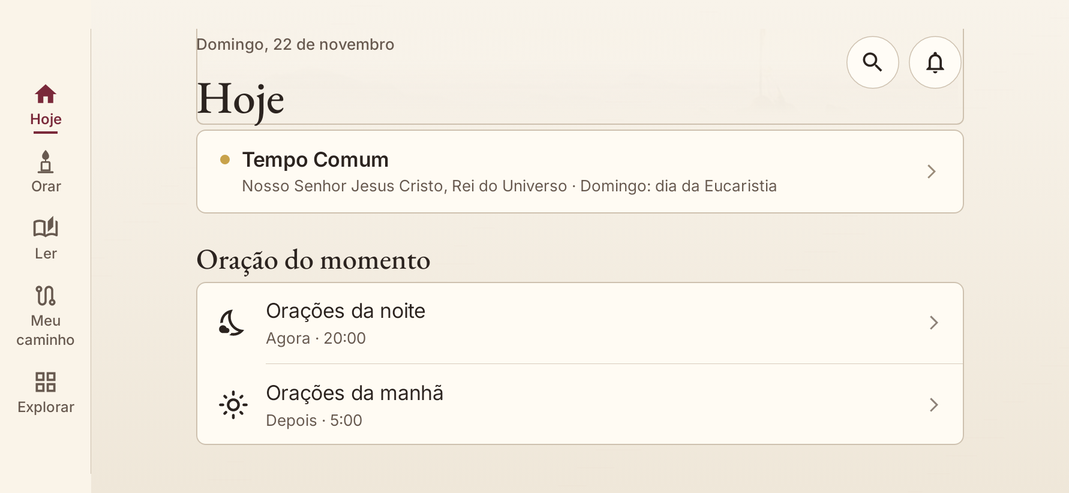 Domingo, 22 de novembro
Hoje
Hoje
Orar
Ler
Meu
caminho
Explorar
Tempo Comum
Nosso Senhor Jesus Cristo, Rei do Universo · Domingo: dia da Eucaristia
Oração do momento
Orações da noite
Agora · 20:00
Orações da manhã
Depois · 5:00